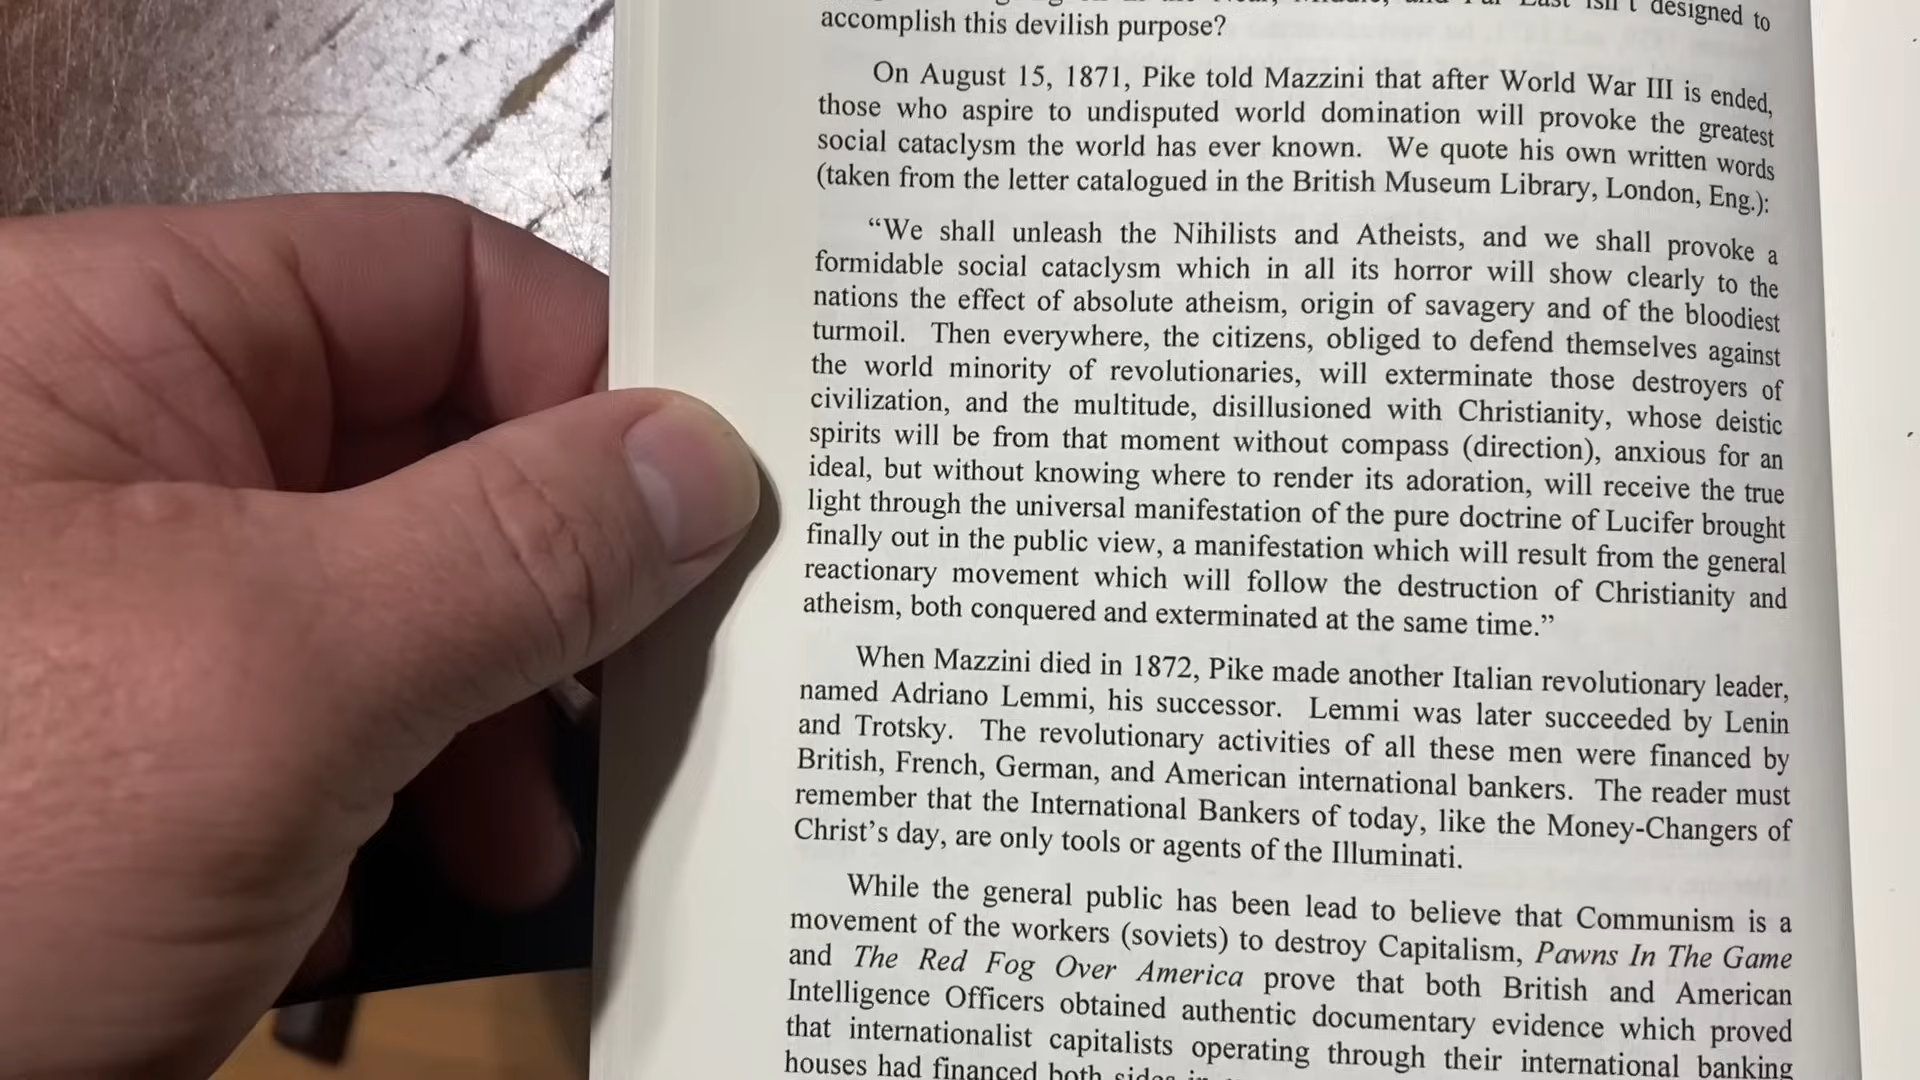 East isn't designed to
accomplish this devilish purpose?
On August 15, 1871, Pike told Mazzini that after World War III is ended,
those who aspire to undisputed world domination will provoke the greatest
social cataclysm the world has ever known. We quote his own written words
(taken from the letter catalogued in the British Museum Library, London, Eng.):
“We shall unleash the Nihilists and Atheists, and we shall provoke a
formidable social cataclysm which in all its horror will show clearly to the
nations the effect of absolute atheism, origin of savagery and of the bloodiest
turmoil. Then everywhere, the citizens, obliged to defend themselves against
the world minority of revolutionaries, will exterminate those destroyers of
civilization, and the multitude, disillusioned with Christianity, whose deistic
spirits will be from that moment without compass (direction), anxious for an
ideal, but without knowing where to render its adoration, will receive the true
light through the universal manifestation of the pure doctrine of Lucifer brought
finally out in the public view, a manifestation which will result from the general
reactionary movement which will follow the destruction of Christianity and
atheism, both conquered and exterminated at the same time.”
When Mazzini died in 1872, Pike made another Italian revolutionary leader,
named Adriano Lemmi, his successor. Lemmi was later succeeded by Lenin
and Trotsky. The revolutionary activities of all these men were financed by
British, French, German, and American international bankers. The reader must
remember that the International Bankers of today, like the Money-Changers of
Christ’s day, are only tools or agents of the Illuminati.
While the general public has been lead to believe that Communism is a
movement of the workers (soviets) to destroy Capitalism, Pawns In The Game
and The Red Fog Over America prove that both British and American
Intelligence Officers obtained authentic documentary evidence which proved
that internationalist capitalists operating through their international banking
houses had financed both sides